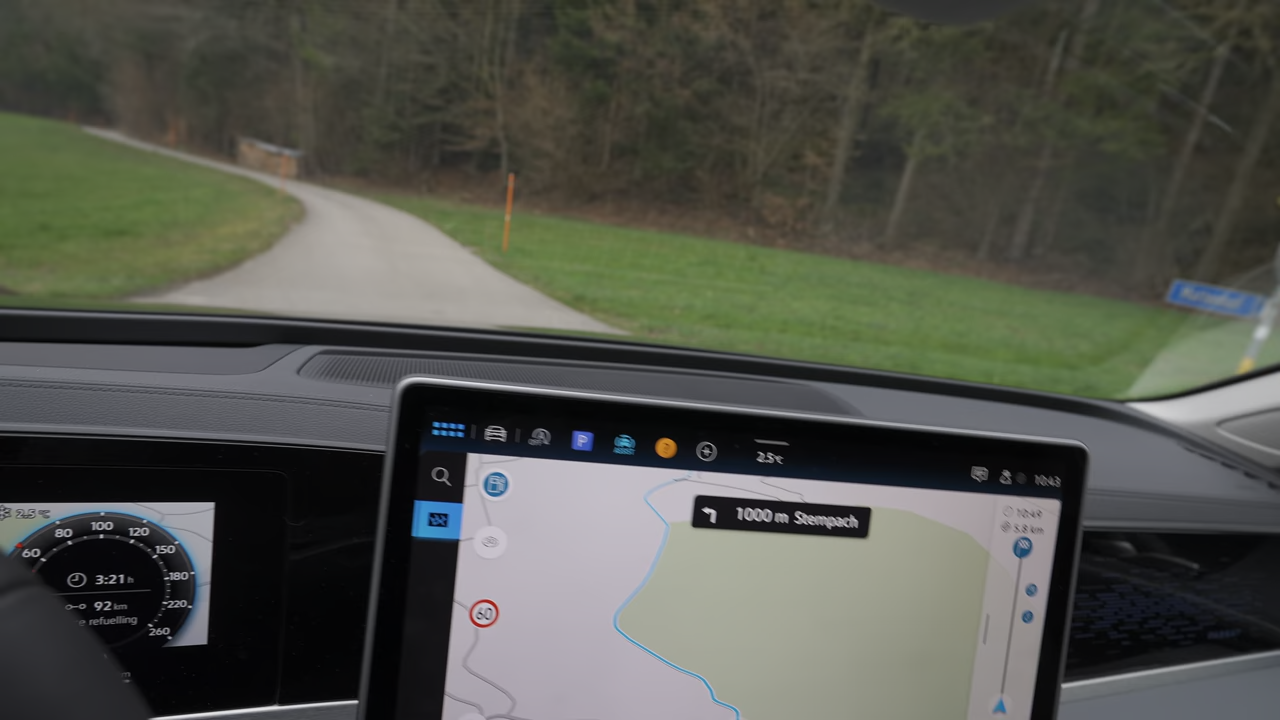 P
ASSIST
2.5°C
10:43
1000 m Stempach
10:49
5.8 km
60
2.5 °C
60
80
100
120
150
180
220
260
3:21 h
92 km
refuelling